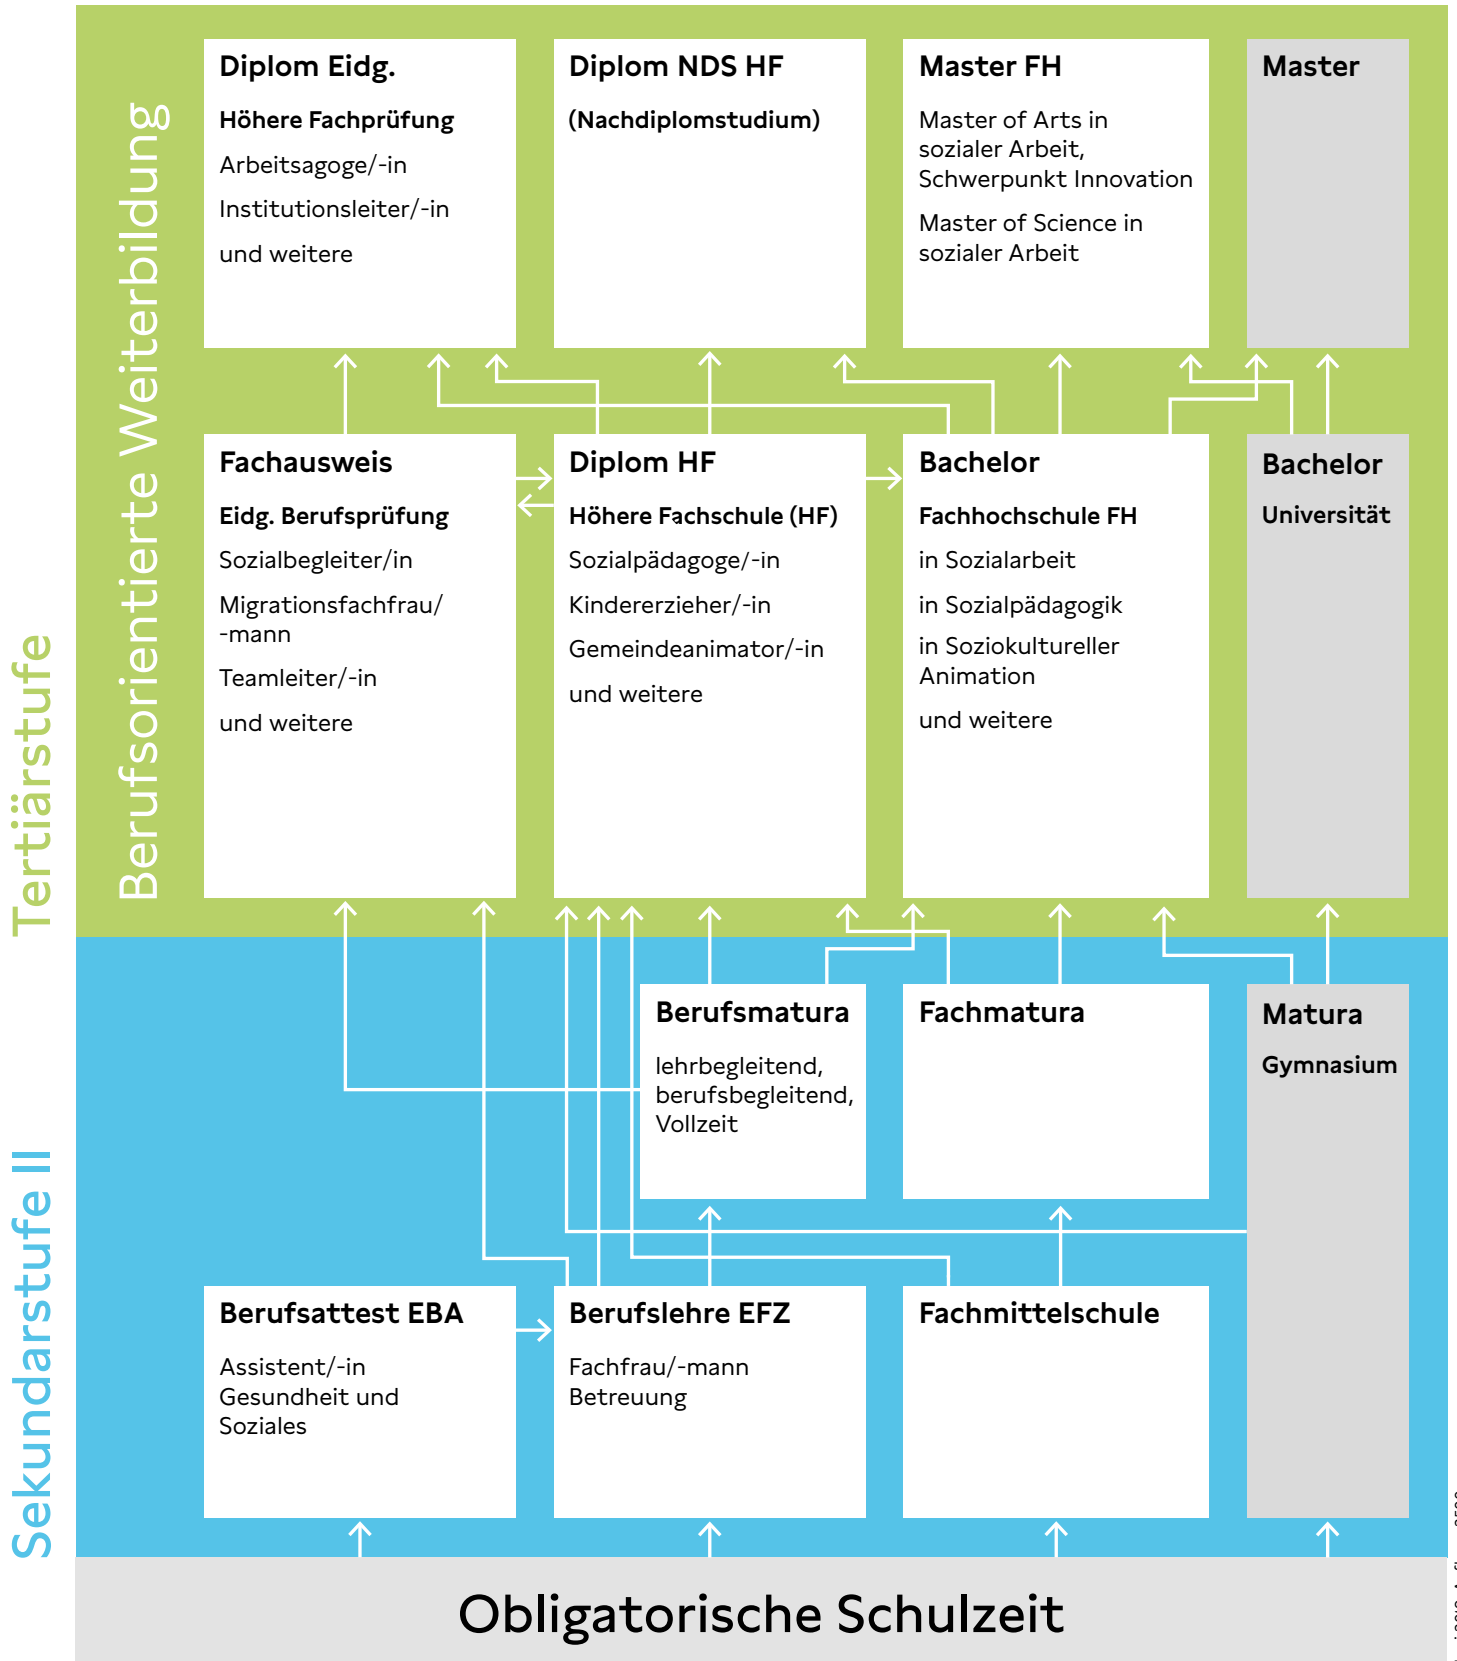 Tertiärstufe
Berufsorientierte Weiterbildung
Diplom Eidg.
Höhere Fachprüfung
Arbeitsagoge/-in
Institutionsleiter/-in
und weitere
Diplom NDS HF
(Nachdiplomstudium)
Master FH
Master of Arts in
sozialer Arbeit,
Schwerpunkt Innovation
Master of Science in
sozialer Arbeit
Master
Fachausweis
Eidg. Berufsprüfung
Sozialbegleiter/in
Migrationsfachfrau/
-mann
Teamleiter/-in
und weitere
Diplom HF
Höhere Fachschule (HF)
Sozialpädagoge/-in
Kindererzieher/-in
Gemeindeanimator/-in
und weitere
Bachelor
Fachhochschule FH
in Sozialarbeit
in Sozialpädagogik
in Soziokultureller
Animation
und weitere
Bachelor
Universität
Sekundarstufe II
Berufsmatura
lehrbegleitend,
berufsbegleitend,
Vollzeit
Fachmatura
Matura
Gymnasium
Berufsattest EBA
Assistent/-in
Gesundheit und
Soziales
Berufslehre EFZ
Fachfrau/-mann
Betreuung
Fachmittelschule
Obligatorische Schulzeit